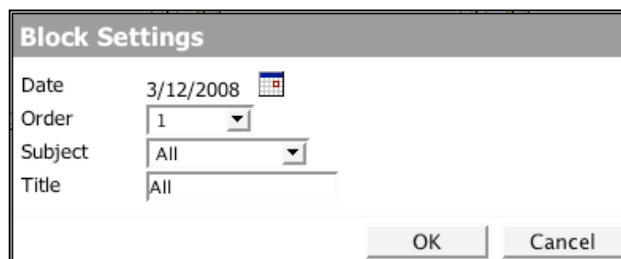 Block Settings
Date 3/12/2008
Order 1
Subject All
Title All
OK Cancel